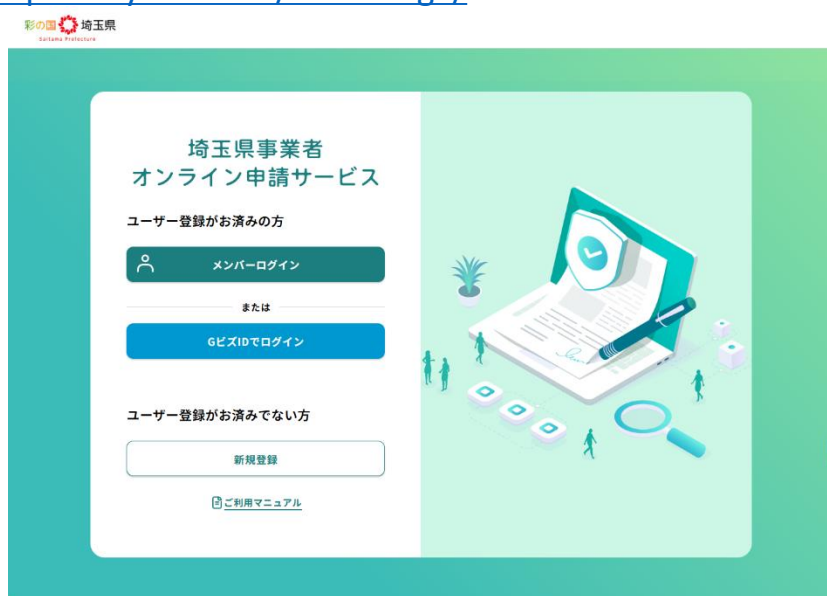 彩の国 埼玉県
Saitama Prefecture
埼玉県事業者
オンライン申請サービス
ユーザー登録がお済みの方
メンバーログイン
または
GビズIDでログイン
ユーザー登録がお済みでない方
新規登録
ご利用マニュアル